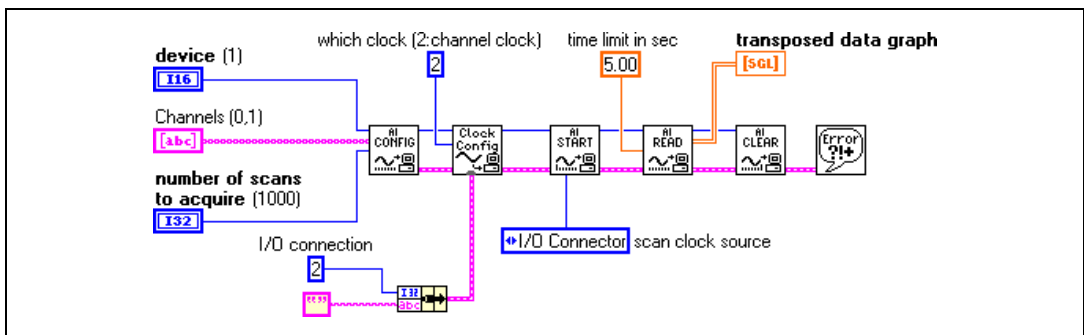 which clock (2:channel clock)
time limit in sec
transposed data graph
device (1)
2
5.00
[SGL]
I16
Channels (0,1)
[abc]
AI CONFIG
Clock Config
AI START
AI READ
AI CLEAR
Error ?!+
number of scans
to acquire (1000)
I32
I/O connection
I/O Connector
scan clock source
2
I32
abc
""